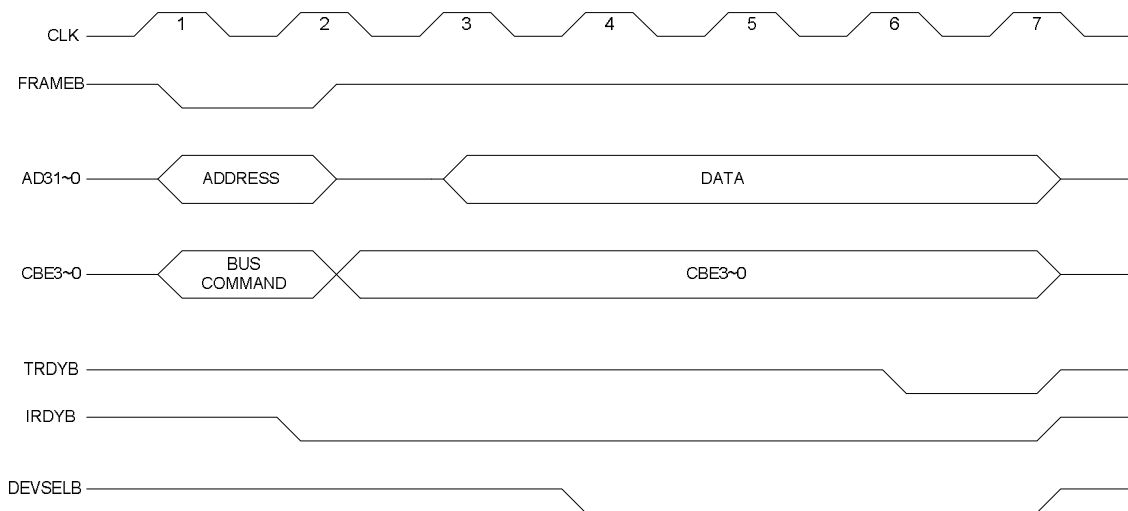 CLK 1 2 3 4 5 6 7
FRAMEB
AD31~0 ADDRESS DATA
CBE3~0 BUS COMMAND CBE3~0
TRDYB
IRDYB
DEVSELB